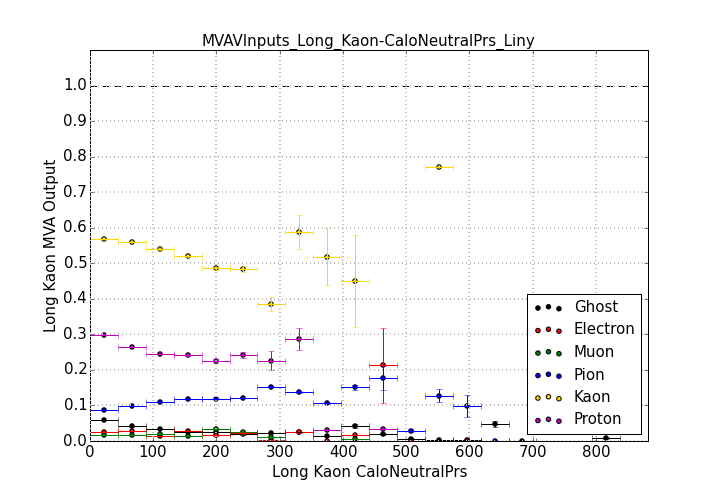 MVAVInputs_Long_Kaon-CaloNeutralPrs_Liny
1.0
0.9
0.8
0.7
0.6
0.5
0.4
0.3
0.2
0.1
0.0
Long Kaon MVA Output
Ghost
Electron
Muon
Pion
Kaon
Proton
0 100 200 300 400 500 600 700 800
Long Kaon CaloNeutralPrs